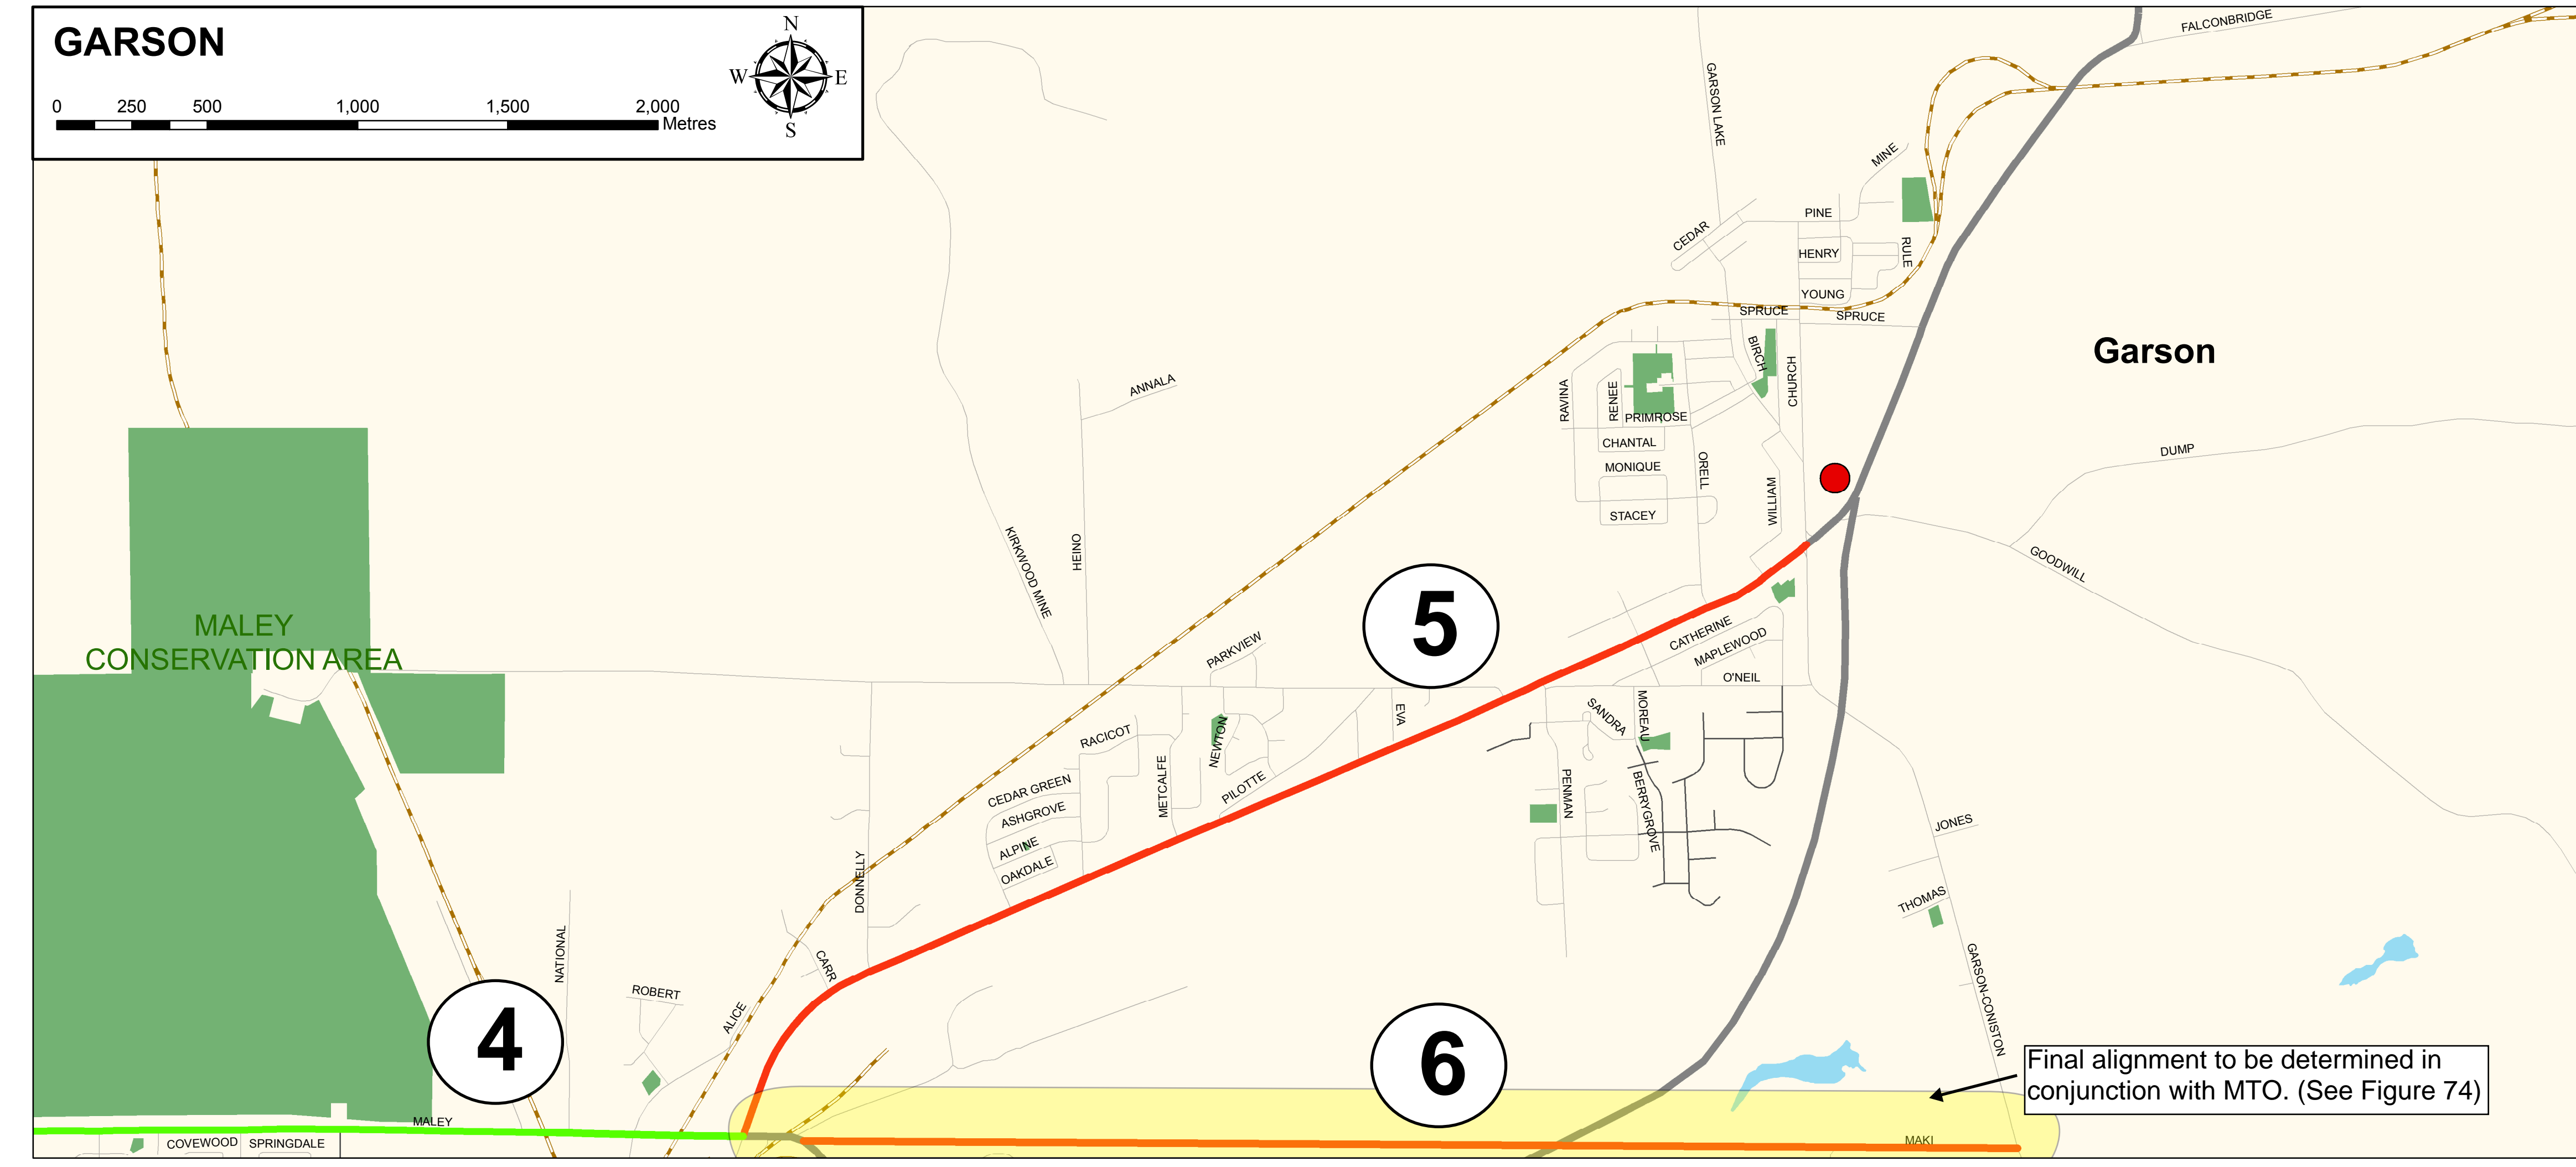 GARSON
N
W E
S
0 250 500 1,000 1,500 2,000
Metres
FALCONBRIDGE
GARSON LAKE
MINE
PINE
CEDAR
HENRY
RULE
YOUNG
SPRUCE
SPRUCE
BIRCH
CHURCH
Garson
RAVINA
RENEE
PRIMROSE
CHANTAL
MONIQUE
ORELL
WILLIAM
STACEY
ANNALA
DUMP
GOODWILL
KIRKWOOD MINE
HEINO
MALEY
CONSERVATION AREA
5
PARKVIEW
CATHERINE
MAPLEWOOD
O'NEIL
EVA
SANDRA
MOREAU
RACICOT
NEWTON
METCALFE
PILOTTE
CEDAR GREEN
ASHGROVE
ALPINE
OAKDALE
PENMAN
BERRYGROVE
JONES
THOMAS
DONNELLY
NATIONAL
CARR
GARSON-CONISTON
4
ROBERT
ALICE
6
Final alignment to be determined in
conjunction with MTO. (See Figure 74)
MALEY
COVEWOOD
SPRINGDALE
MAKI